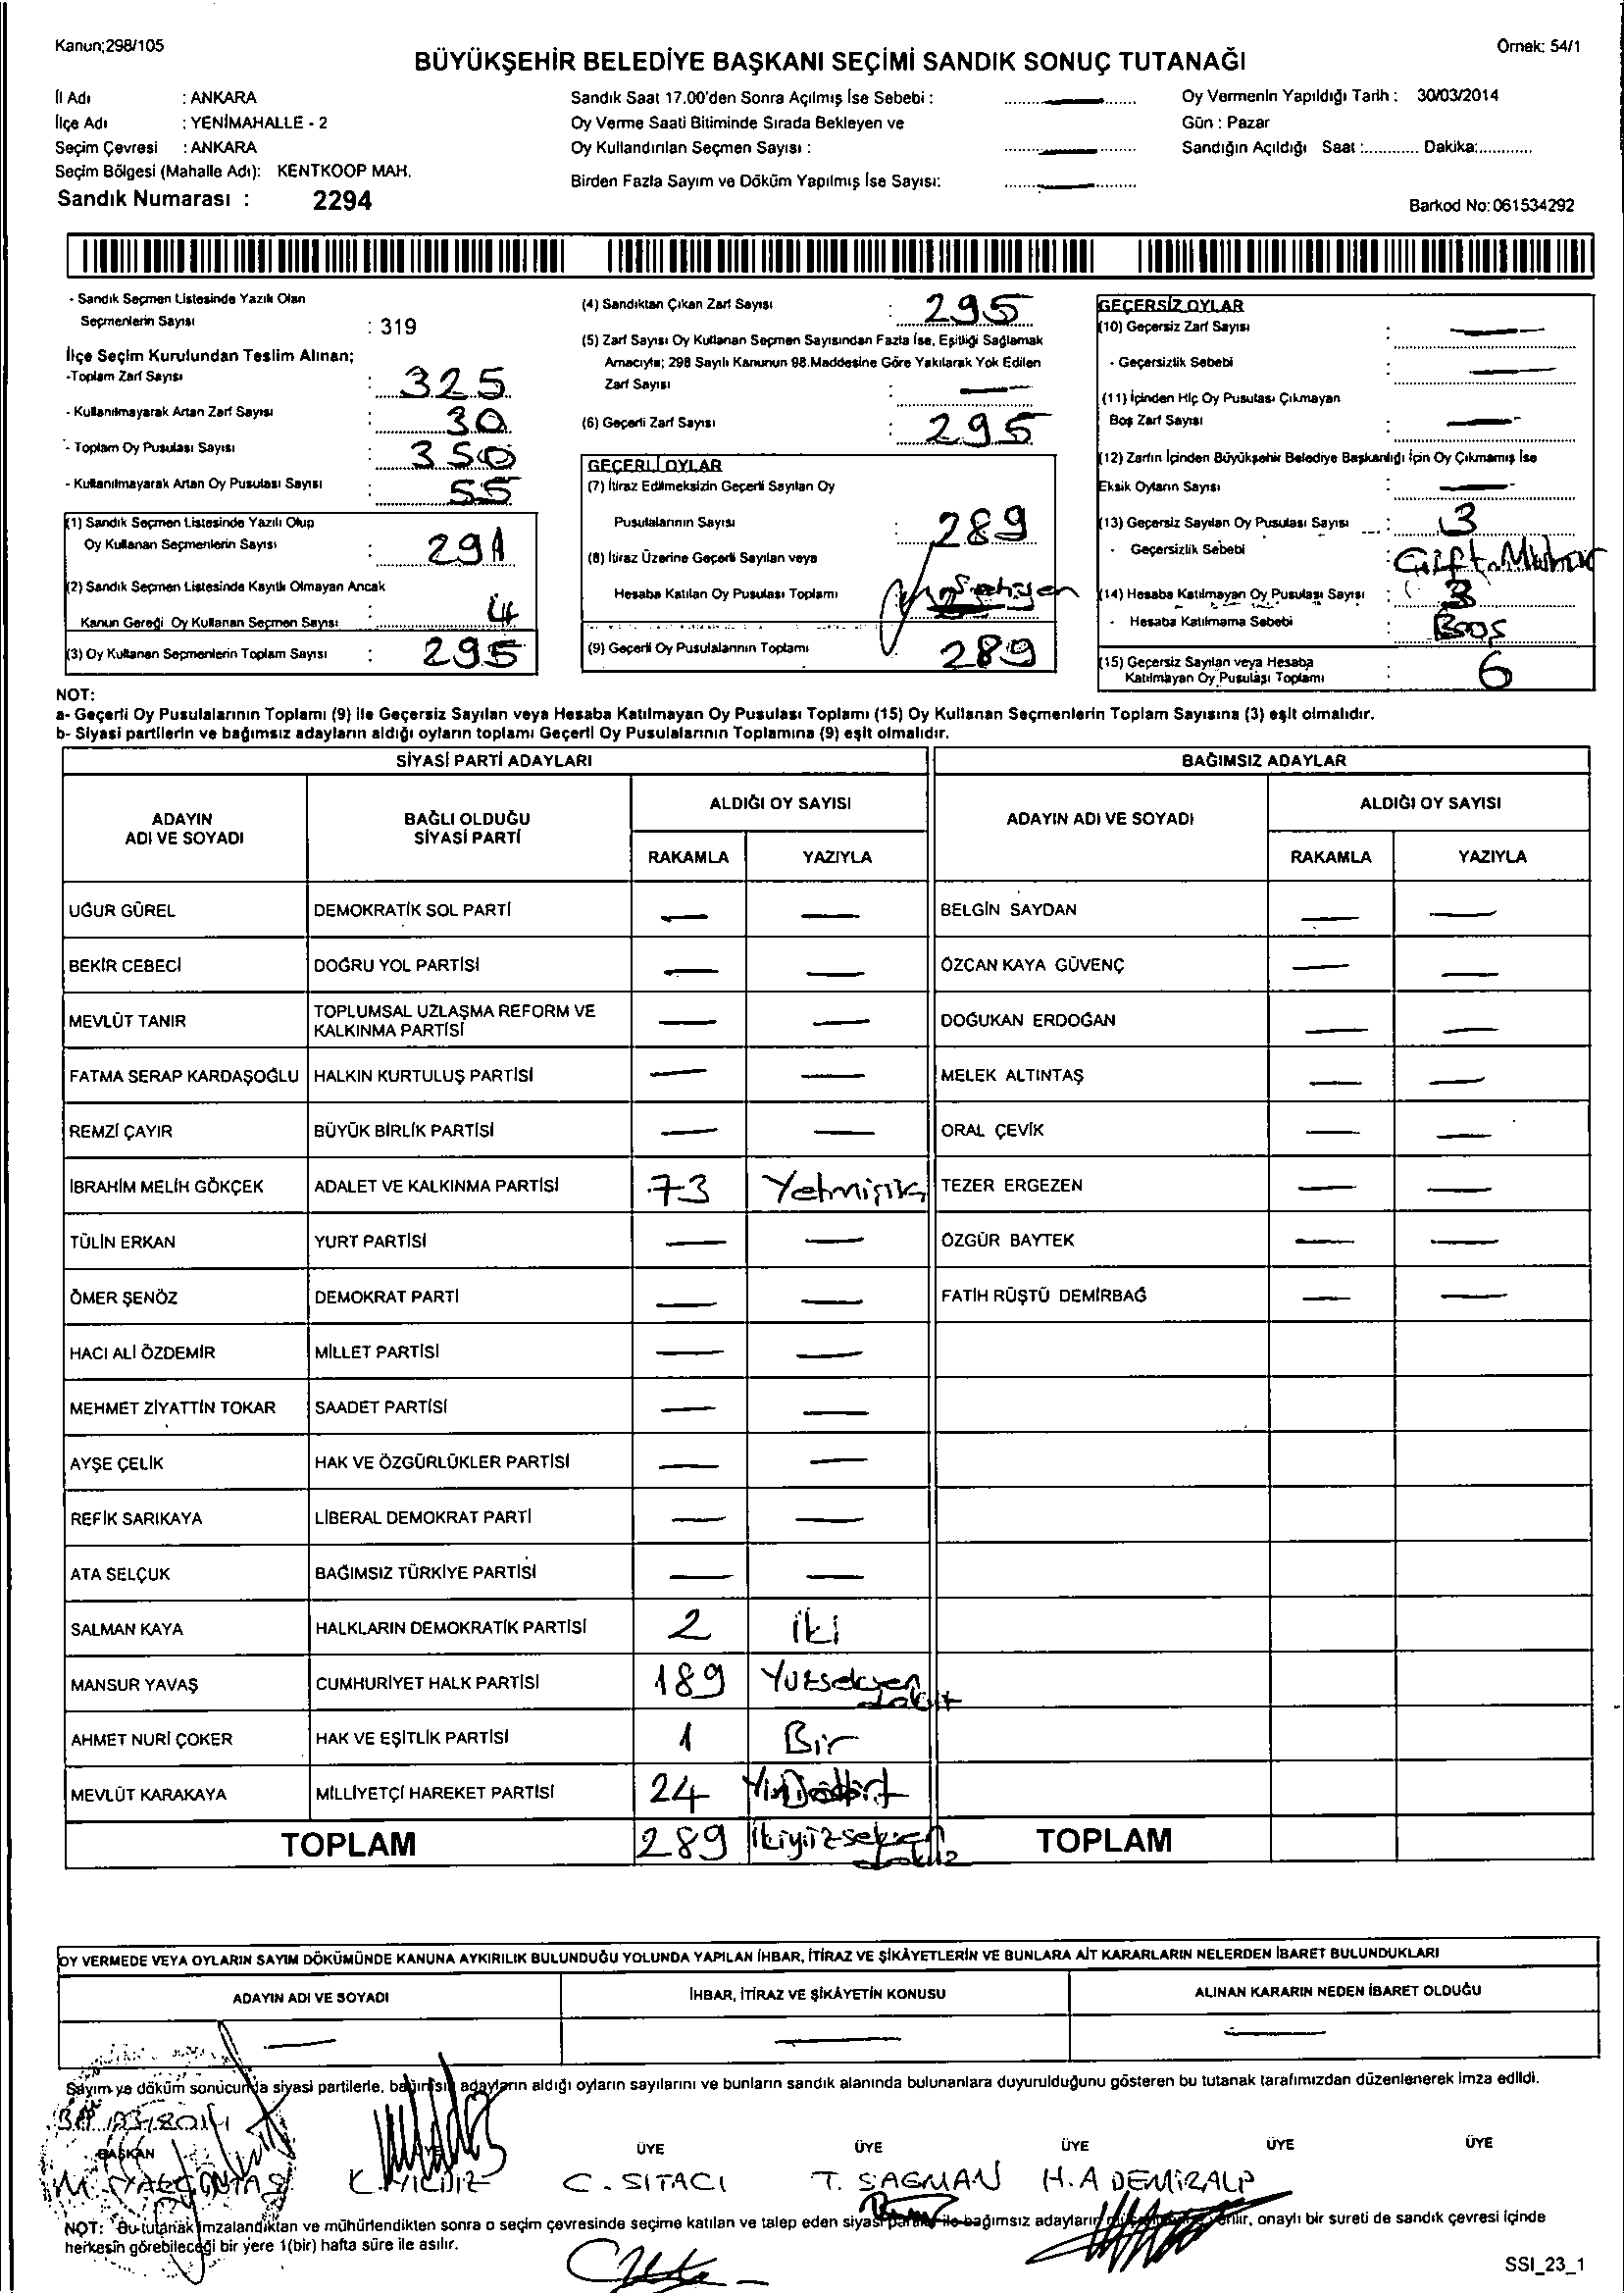 Kanun;298/105
Örnek: 54/1
BÜYÜKŞEHİR BELEDİYE BAŞKANI SEÇİMİ SANDIK SONUÇ TUTANAĞI
İl Adı : ANKARA
İlçe Adı : YENİMAHALLE - 2
Seçim Çevresi : ANKARA
Seçim Bölgesi (Mahalle Adı): KENTKOOP MAH.
Sandık Numarası : 2294
Sandık Saat 17.00'den Sonra Açılmış İse Sebebi :
Oy Verme Saati Bitiminde Sırada Bekleyen ve
Oy Kullandırılan Seçmen Sayısı :
Birden Fazla Sayım ve Döküm Yapılmış İse Sayısı:
Oy Vermenin Yapıldığı Tarih : 30/03/2014
Gün : Pazar
Sandığın Açıldığı Saat :............ Dakika:............
Barkod No: 061534292
- Sandık Seçmen Listesinde Yazılı Olan
Seçmenlerin Sayısı : 319
İlçe Seçim Kurulundan Teslim Alınan;
-Toplam Zarf Sayısı : 325
- Kullanılmayarak Artan Zarf Sayısı : 30
- Toplam Oy Pusulası Sayısı : 350
- Kullanılmayarak Artan Oy Pusulası Sayısı : 55
(1) Sandık Seçmen Listesinde Yazılı Olup
Oy Kullanan Seçmenlerin Sayısı : 291
(2) Sandık Seçmen Listesinde Kayıtlı Olmayan Ancak
Kanun Gereği Oy Kullanan Seçmen Sayısı : 4
(3) Oy Kullanan Seçmenlerin Toplam Sayısı : 295
(4) Sandıktan Çıkan Zarf Sayısı : 295
(5) Zarf Sayısı Oy Kullanan Seçmen Sayısından Fazla İse, Eşitliği Sağlamak
Amacıyla; 298 Sayılı Kanunun 98.Maddesine Göre Yakılarak Yok Edilen
Zarf Sayısı :
(6) Geçerli Zarf Sayısı : 295
GEÇERLİ OYLAR
(7) İtiraz Edilmeksizin Geçerli Sayılan Oy
Pusulalarının Sayısı : 289
(8) İtiraz Üzerine Geçerli Sayılan veya
Hesaba Katılan Oy Pusulası Toplamı
(9) Geçerli Oy Pusulalarının Toplamı 289
GEÇERSİZ OYLAR
(10) Geçersiz Zarf Sayısı :
- Geçersizlik Sebebi :
(11) İçinden Hiç Oy Pusulası Çıkmayan
Boş Zarf Sayısı :
(12) Zarfın İçinden Büyükşehir Belediye Başkanlığı İçin Oy Çıkmamış İse
Eksik Oyların Sayısı :
(13) Geçersiz Sayılan Oy Pusulası Sayısı : 3
- Geçersizlik Sebebi : Çift Mühür
(14) Hesaba Katılmayan Oy Pusulası Sayısı : 3
- Hesaba Katılmama Sebebi : Boş
(15) Geçersiz Sayılan veya Hesaba
Katılmayan Oy Pusulası Toplamı : 6
NOT:
a- Geçerli Oy Pusulalarının Toplamı (9) ile Geçersiz Sayılan veya Hesaba Katılmayan Oy Pusulası Toplamı (15) Oy Kullanan Seçmenlerin Toplam Sayısına (3) eşit olmalıdır.
b- Siyasi partilerin ve bağımsız adayların aldığı oyların toplamı Geçerli Oy Pusulalarının Toplamına (9) eşit olmalıdır.
SİYASİ PARTİ ADAYLARI BAĞIMSIZ ADAYLAR
ADAYIN
ADI VE SOYADI
BAĞLI OLDUĞU
SİYASİ PARTİ
ALDIĞI OY SAYISI
RAKAMLA YAZIYLA
ADAYIN ADI VE SOYADI
ALDIĞI OY SAYISI
RAKAMLA YAZIYLA
UĞUR GÜREL DEMOKRATİK SOL PARTİ — — BELGİN SAYDAN — —
BEKİR CEBECİ DOĞRU YOL PARTİSİ — — ÖZCAN KAYA GÜVENÇ — —
MEVLÜT TANIR TOPLUMSAL UZLAŞMA REFORM VE
KALKINMA PARTİSİ — — DOĞUKAN ERDOĞAN — —
FATMA SERAP KARDAŞOĞLU HALKIN KURTULUŞ PARTİSİ — — MELEK ALTINTAŞ — —
REMZİ ÇAYIR BÜYÜK BİRLİK PARTİSİ — — ORAL ÇEVİK — —
İBRAHİM MELİH GÖKÇEK ADALET VE KALKINMA PARTİSİ 73 TEZER ERGEZEN — —
TÜLİN ERKAN YURT PARTİSİ — — ÖZGÜR BAYTEK — —
ÖMER ŞENÖZ DEMOKRAT PARTİ — — FATİH RÜŞTÜ DEMİRBAĞ — —
HACI ALİ ÖZDEMİR MİLLET PARTİSİ — —
MEHMET ZİYATTİN TOKAR SAADET PARTİSİ — —
AYŞE ÇELİK HAK VE ÖZGÜRLÜKLER PARTİSİ — —
REFİK SARIKAYA LİBERAL DEMOKRAT PARTİ — —
ATA SELÇUK BAĞIMSIZ TÜRKİYE PARTİSİ — —
SALMAN KAYA HALKLARIN DEMOKRATİK PARTİSİ 2 iki
MANSUR YAVAŞ CUMHURİYET HALK PARTİSİ 189
AHMET NURİ ÇOKER HAK VE EŞİTLİK PARTİSİ 1 Bir
MEVLÜT KARAKAYA MİLLİYETÇİ HAREKET PARTİSİ 24
TOPLAM 289 ikiyüzseksen TOPLAM
OY VERMEDE VEYA OYLARIN SAYIM DÖKÜMÜNDE KANUNA AYKIRILIK BULUNDUĞU YOLUNDA YAPILAN İHBAR, İTİRAZ VE ŞİKÂYETLERİN VE BUNLARA AİT KARARLARIN NELERDEN İBARET BULUNDUKLARI
ADAYIN ADI VE SOYADI İHBAR, İTİRAZ VE ŞİKÂYETİN KONUSU ALINAN KARARIN NEDEN İBARET OLDUĞU
— — —
Sayım ve döküm sonucunda siyasi partilerle, bağımsız adayların aldığı oyların sayılarını ve bunların sandık alanında bulunanlara duyurulduğunu gösteren bu tutanak tarafımızdan düzenlenerek imza edildi.
BAŞKAN ÜYE ÜYE ÜYE ÜYE ÜYE ÜYE
K. YILDIZ C. SITACI T. SAGMAN H.A DEMİRALP
NOT: Bu tutanak imzalandıktan ve mühürlendikten sonra o seçim çevresinde seçime katılan ve talep eden siyasi parti ile bağımsız adayların verilir, onaylı bir sureti de sandık çevresi içinde
herkesin görebileceği bir yere 1(bir) hafta süre ile asılır.
SSI_23_1